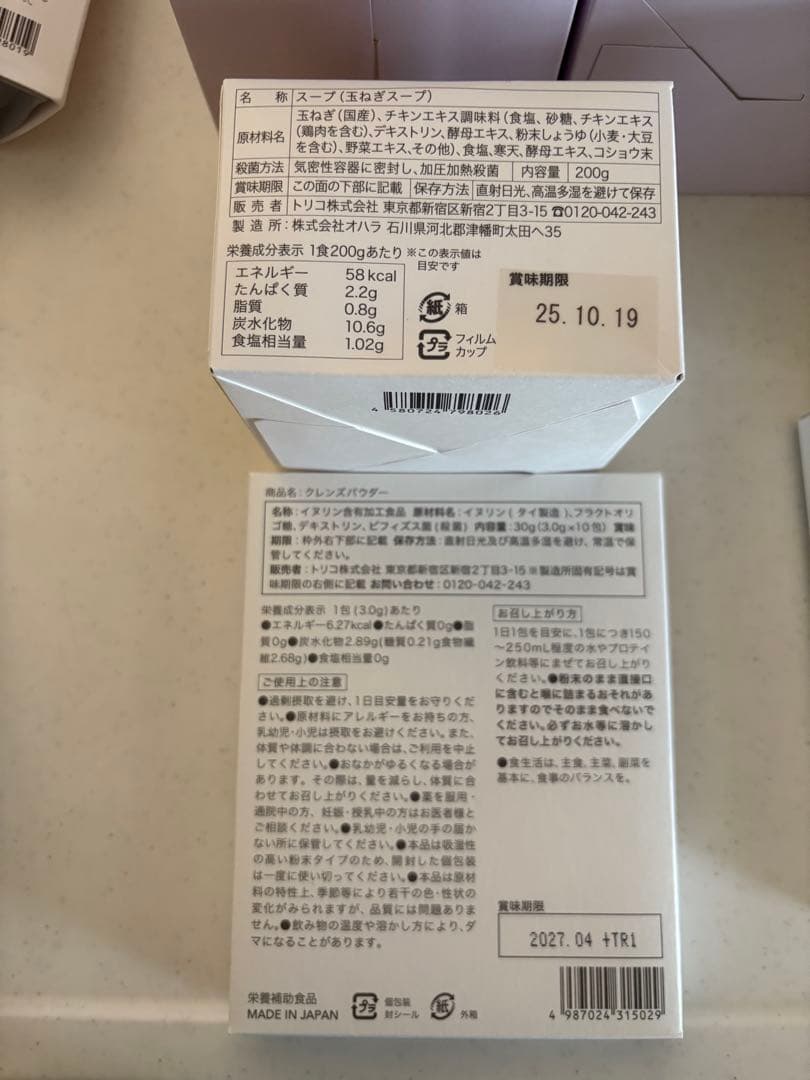 名　称 スープ(玉ねぎスープ)
原材料名 玉ねぎ(国産)、チキンエキス調味料(食塩、砂糖、チキンエキス
(鶏肉を含む)、デキストリン、酵母エキス、粉末しょうゆ(小麦・大豆
を含む)、野菜エキス、その他)、食塩、寒天、酵母エキス、コショウ末
殺菌方法 気密性容器に密封し、加圧加熱殺菌 内容量 200g
賞味期限 この面の下部に記載 保存方法 直射日光、高温多湿を避けて保存
販売者 トリコ株式会社 東京都新宿区新宿2丁目3-15 ☎0120-042-243
製造所:株式会社オハラ 石川県河北郡津幡町太田へ35
栄養成分表示 1食200gあたり ※この表示値は
目安です
エネルギー 58kcal
たんぱく質 2.2g
脂質 0.8g
炭水化物 10.6g
食塩相当量 1.02g
紙 箱
プラ フィルム
カップ
賞味期限
25.10.19
4 580724 798026
商品名:クレンズパウダー
名称:イヌリン含有加工食品 原材料名:イヌリン(タイ製造)、フラクトオリ
ゴ糖、デキストリン、ビフィズス菌(殺菌) 内容量:30g(3.0g×10包) 賞味
期限:枠外右下部に記載 保存方法:直射日光及び高温多湿を避け、常温で保
管してください。
販売者:トリコ株式会社 東京都新宿区新宿2丁目3-15 ※製造所固有記号は賞
味期限の右側に記載 お問い合わせ:0120-042-243
栄養成分表示 1包(3.0g)あたり
●エネルギー6.27kcal●たんぱく質0g●脂
質0g●炭水化物2.89g(糖質0.21g食物繊
維2.68g)●食塩相当量0g
ご使用上の注意
●過剰摂取を避け、1日目安量をお守りくだ
さい。●原材料にアレルギーをお持ちの方、
乳幼児・小児は摂取をお避けください。また、
体質や体調に合わない場合は、ご利用を中止
してください。●おなかがゆるくなる場合が
あります。その際は、量を減らし、体質に合
わせてお召し上がりください。●薬を服用・
通院中の方、妊娠・授乳中の方はお医者様と
ご相談ください。●乳幼児・小児の手の届か
ない所に保管してください。●本品は吸湿性
の高い粉末タイプのため、開封した個包装
は一度に使い切ってください。●本品は原材
料の特性上、季節等により若干の色・性状の
変化がみられますが、品質には問題ありま
せん。●飲み物の温度や溶かし方により、ダ
マになることがあります。
お召し上がり方
1日1包を目安に、1包につき150
～250mL程度の水やプロテイン
飲料等にまぜてお召し上がり
ください。●粉末のまま直接口
に含むと喉に詰まるおそれがあ
りますのでそのまま食べないで
ください。必ずお水等に溶かし
てお召し上がりください。
●食生活は、主食、主菜、副菜を
基本に、食事のバランスを。
賞味期限
2027.04 +TR1
栄養補助食品
MADE IN JAPAN
プラ 個包装
封シール
紙 外箱
4 987024 315029